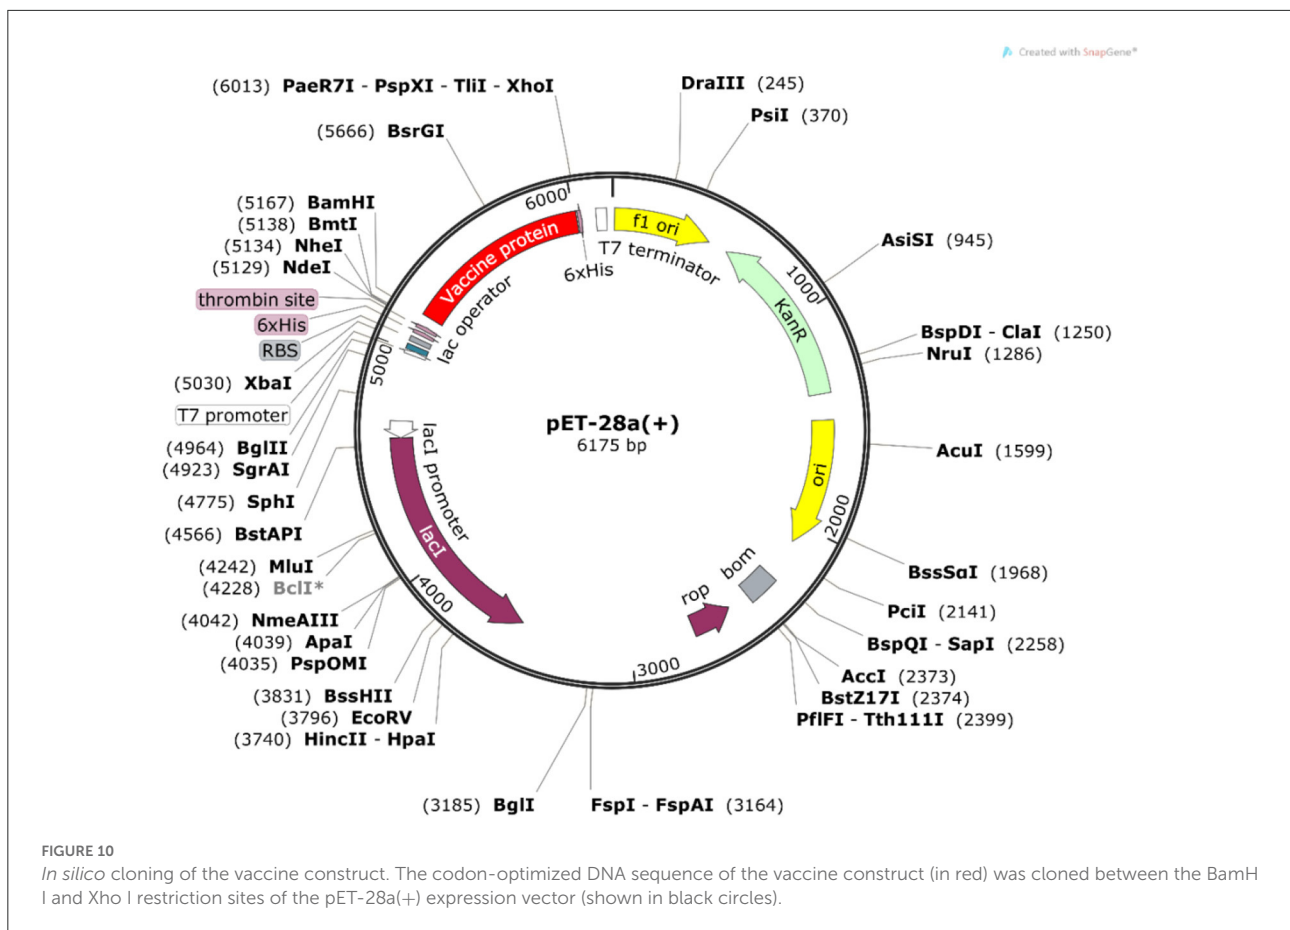 Created with SnapGene®
(6013) PaeR7I - PspXI - TliI - XhoI
DraIII (245)
PsiI (370)
(5666) BsrGI
(5167) BamHI
(5138) BmtI
(5134) NheI
(5129) NdeI
thrombin site
6xHis
RBS
(5030) XbaI
T7 promoter
(4964) BglII
(4923) SgrAI
(4775) SphI
(4566) BstAPI
(4242) MluI
(4228) BclI*
(4042) NmeAIII
(4039) ApaI
(4035) PspOMI
(3831) BssHII
(3796) EcoRV
(3740) HincII - HpaI
(3185) BglI
FspI - FspAI (3164)
AsiSI (945)
BspDI - ClaI (1250)
NruI (1286)
AcuI (1599)
BssSαI (1968)
PciI (2141)
BspQI - SapI (2258)
AccI (2373)
BstZ17I (2374)
PflFI - Tth111I (2399)
6000
1000
2000
3000
4000
5000
Vaccine protein
6xHis
T7 terminator
f1 ori
KanR
ori
bom
rop
lacI
lacI promoter
lac operator
pET-28a(+)
6175 bp
FIGURE 10
In silico cloning of the vaccine construct. The codon-optimized DNA sequence of the vaccine construct (in red) was cloned between the BamH
I and Xho I restriction sites of the pET-28a(+) expression vector (shown in black circles).